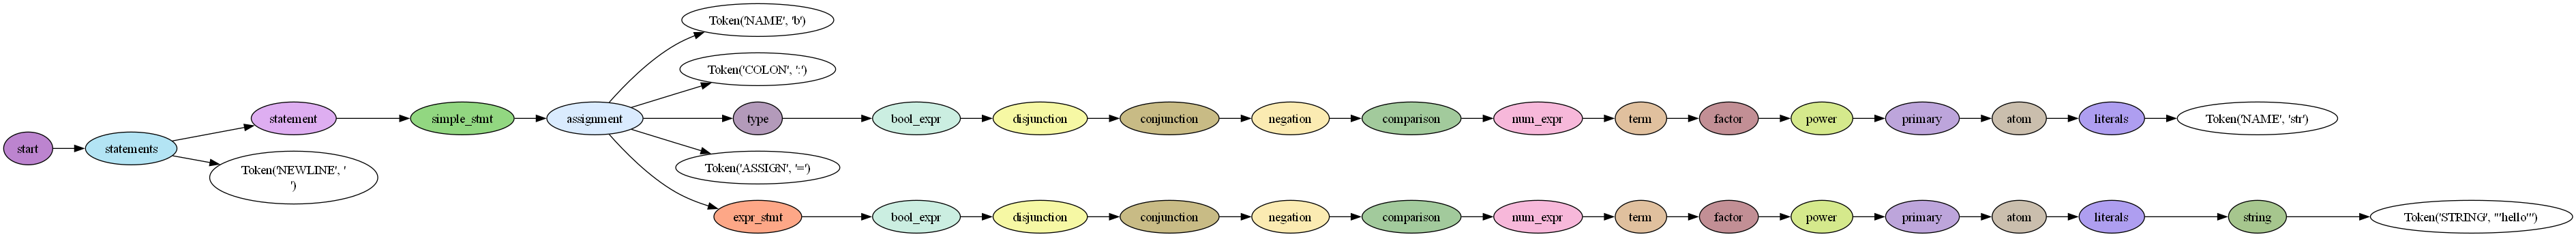 Token('NAME', 'b')
Token('COLON', ':')
statement
simple_stmt
assignment
type
bool_expr
disjunction
conjunction
negation
comparison
num_expr
term
factor
power
primary
atom
literals
Token('NAME', 'str')
start
statements
Token('NEWLINE', '
')
Token('ASSIGN', '=')
expr_stmt
bool_expr
disjunction
conjunction
negation
comparison
num_expr
term
factor
power
primary
atom
literals
string
Token('STRING', "'hello'")